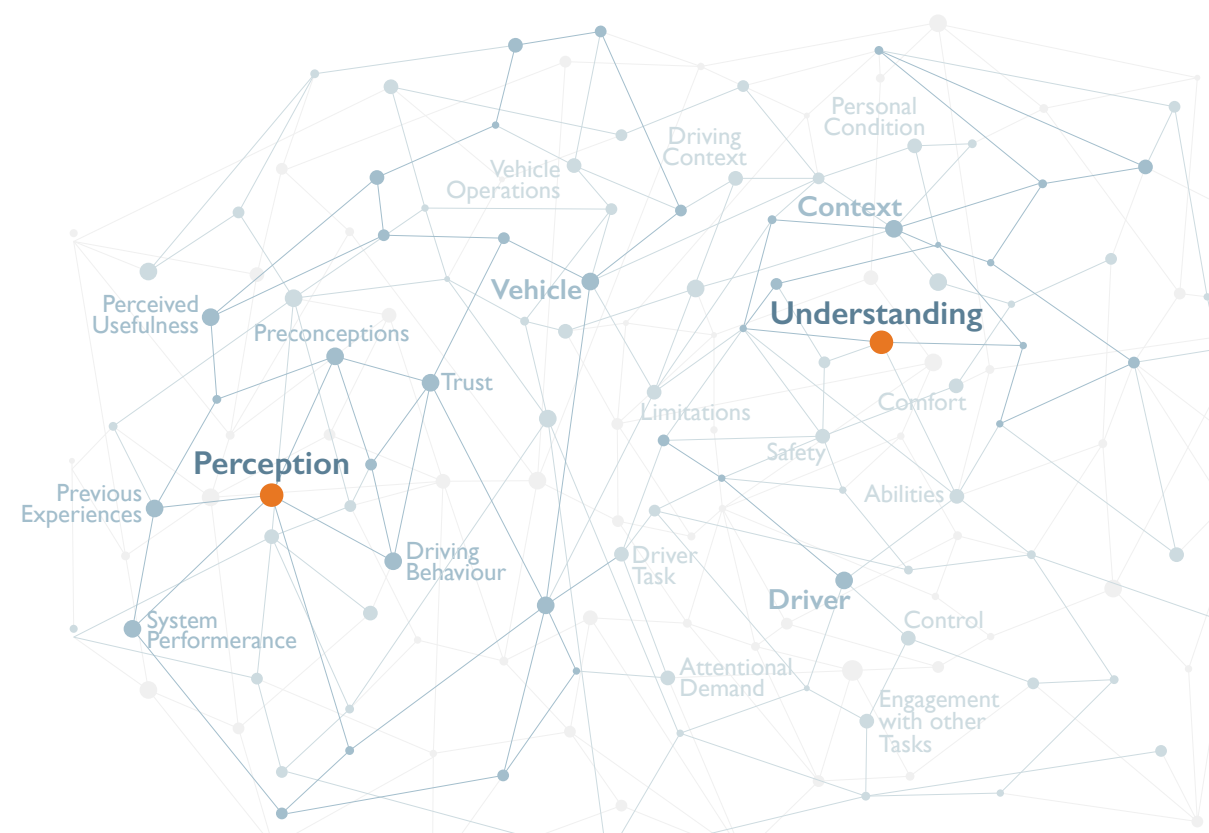 Personal
Condition
Driving
Context
Vehicle
Operations
Context
Vehicle
Perceived
Usefulness
Understanding
Preconceptions
Trust
Comfort
Limitations
Safety
Perception
Previous
Experiences
Abilities
Driving
Behaviour
Driver
Task
Driver
System
Performerance
Control
Attentional
Demand
Engagement
with other
Tasks